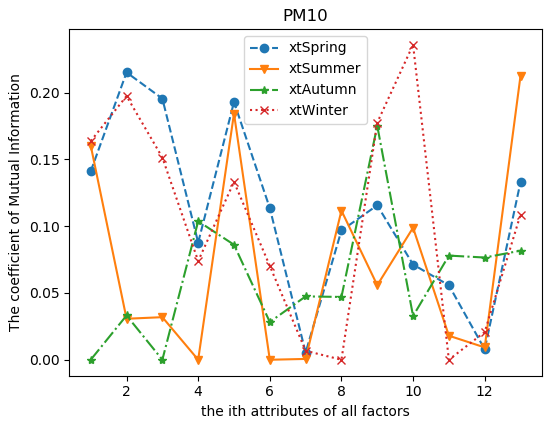 PM10
xtSpring
xtSummer
xtAutumn
xtWinter
The coefficient of Mutual Information
0.20
0.15
0.10
0.05
0.00
2 4 6 8 10 12
the ith attributes of all factors